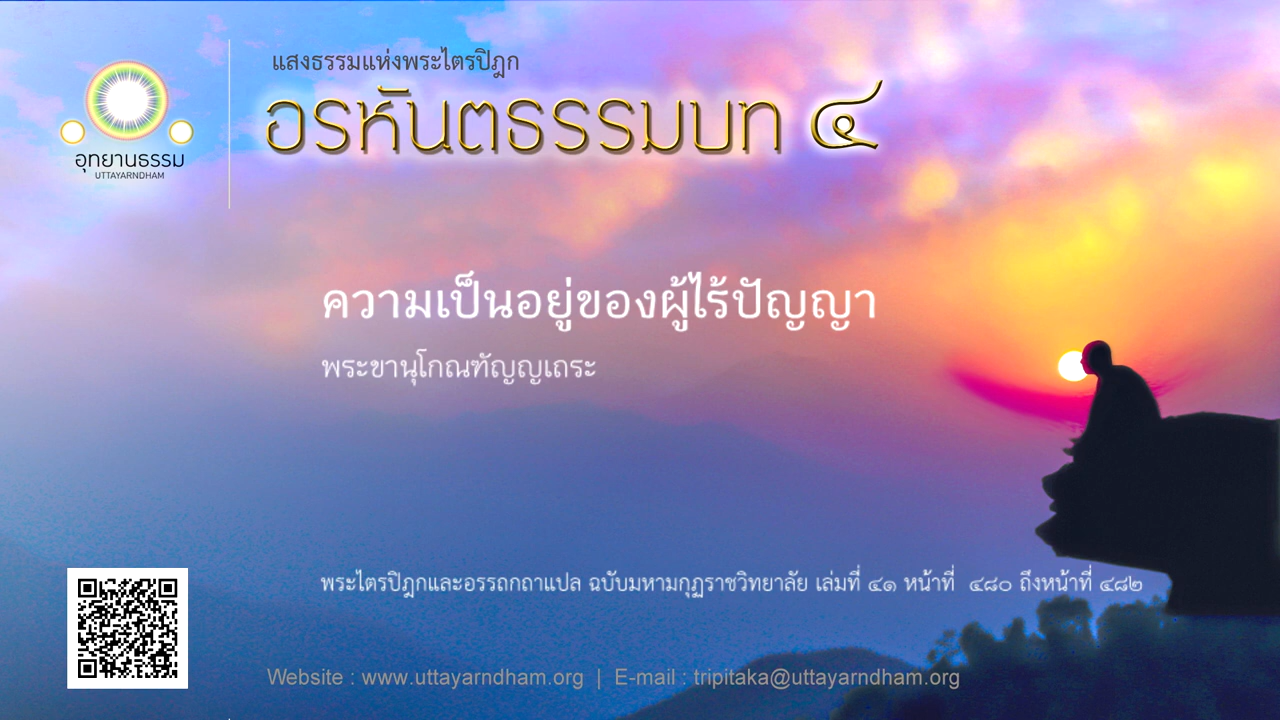 อุทยานธรรม
UTTAYARNDHAM
แสงธรรมแห่งพระไตรปิฎก
อรหันตธรรมบท ๔
ความเป็นอยู่ของผู้ไร้ปัญญา
พระขานุโกณฑัญญเถระ
พระไตรปิฎกและอรรถกถาแปล ฉบับมหามกุฏราชวิทยาลัย เล่มที่ ๔๑ หน้าที่ ๔๘๐ ถึงหน้าที่ ๔๘๒
Website : www.uttayarndham.org | E-mail : tripitaka@uttayarndham.org